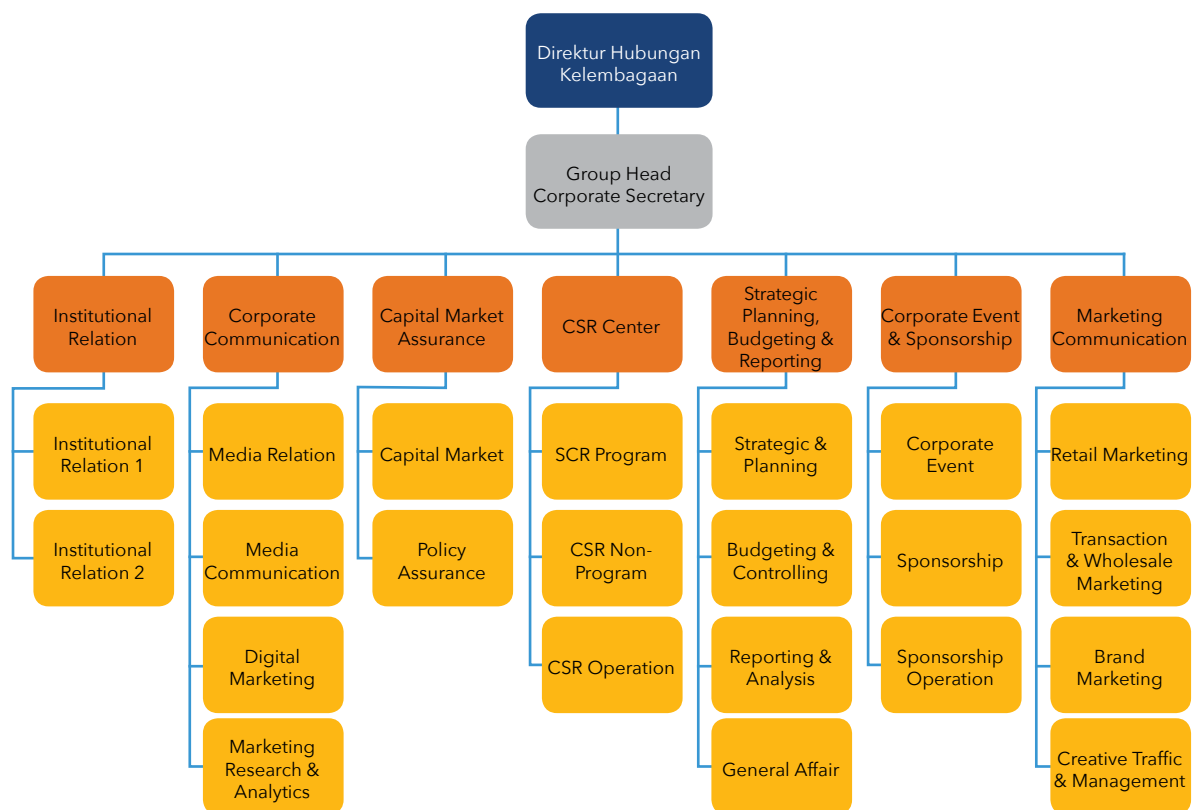 Direktur Hubungan
Kelembagaan
Group Head
Corporate Secretary
Institutional
Relation
Corporate
Communication
Capital Market
Assurance
CSR Center
Strategic
Planning,
Budgeting &
Reporting
Corporate Event
& Sponsorship
Marketing
Communication
Institutional
Relation 1
Institutional
Relation 2
Media Relation
Media
Communication
Digital
Marketing
Marketing
Research &
Analytics
Capital Market
Policy
Assurance
SCR Program
CSR Non-
Program
CSR Operation
Strategic &
Planning
Budgeting &
Controlling
Reporting &
Analysis
General Affair
Corporate
Event
Sponsorship
Sponsorship
Operation
Retail Marketing
Transaction
& Wholesale
Marketing
Brand
Marketing
Creative Traffic
& Management